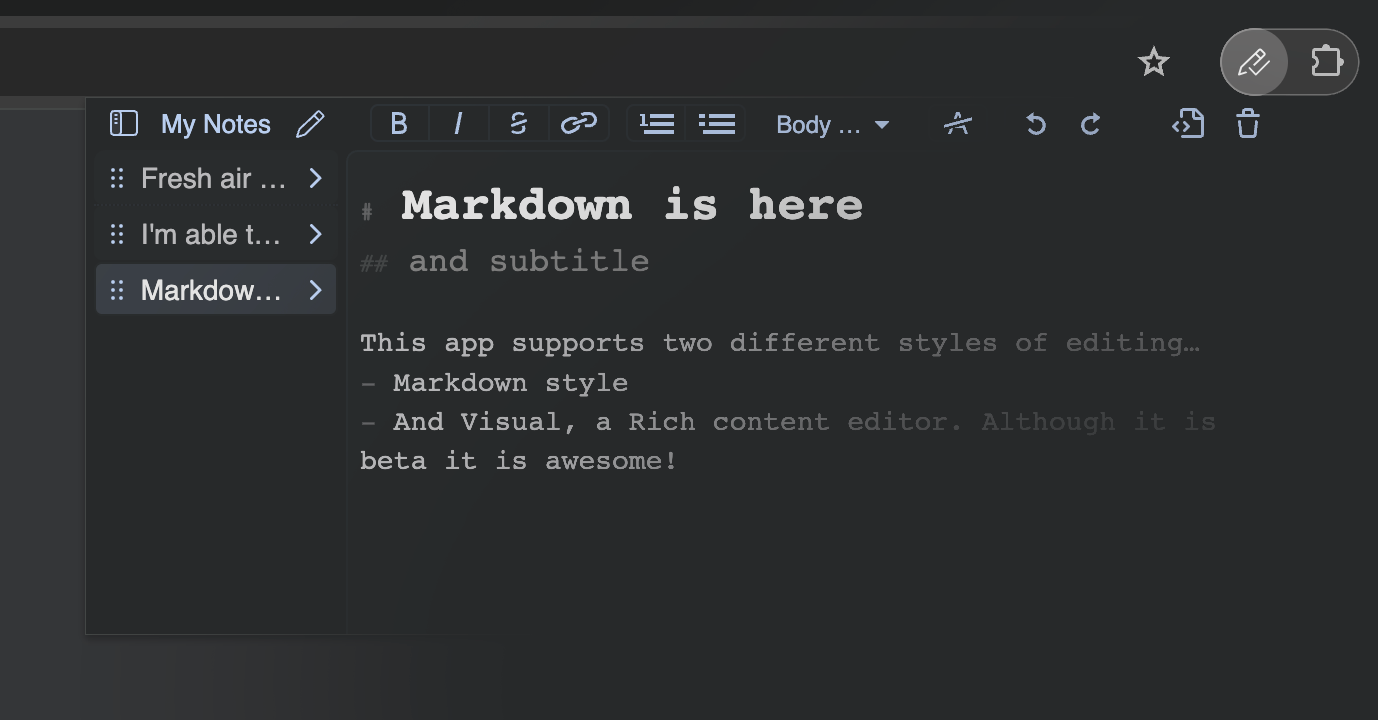 My Notes
B I S
Body ...
Fresh air ...
I'm able t...
Markdow...
# Markdown is here
## and subtitle
This app supports two different styles of editing…
- Markdown style
- And Visual, a Rich content editor. Although it is
beta it is awesome!